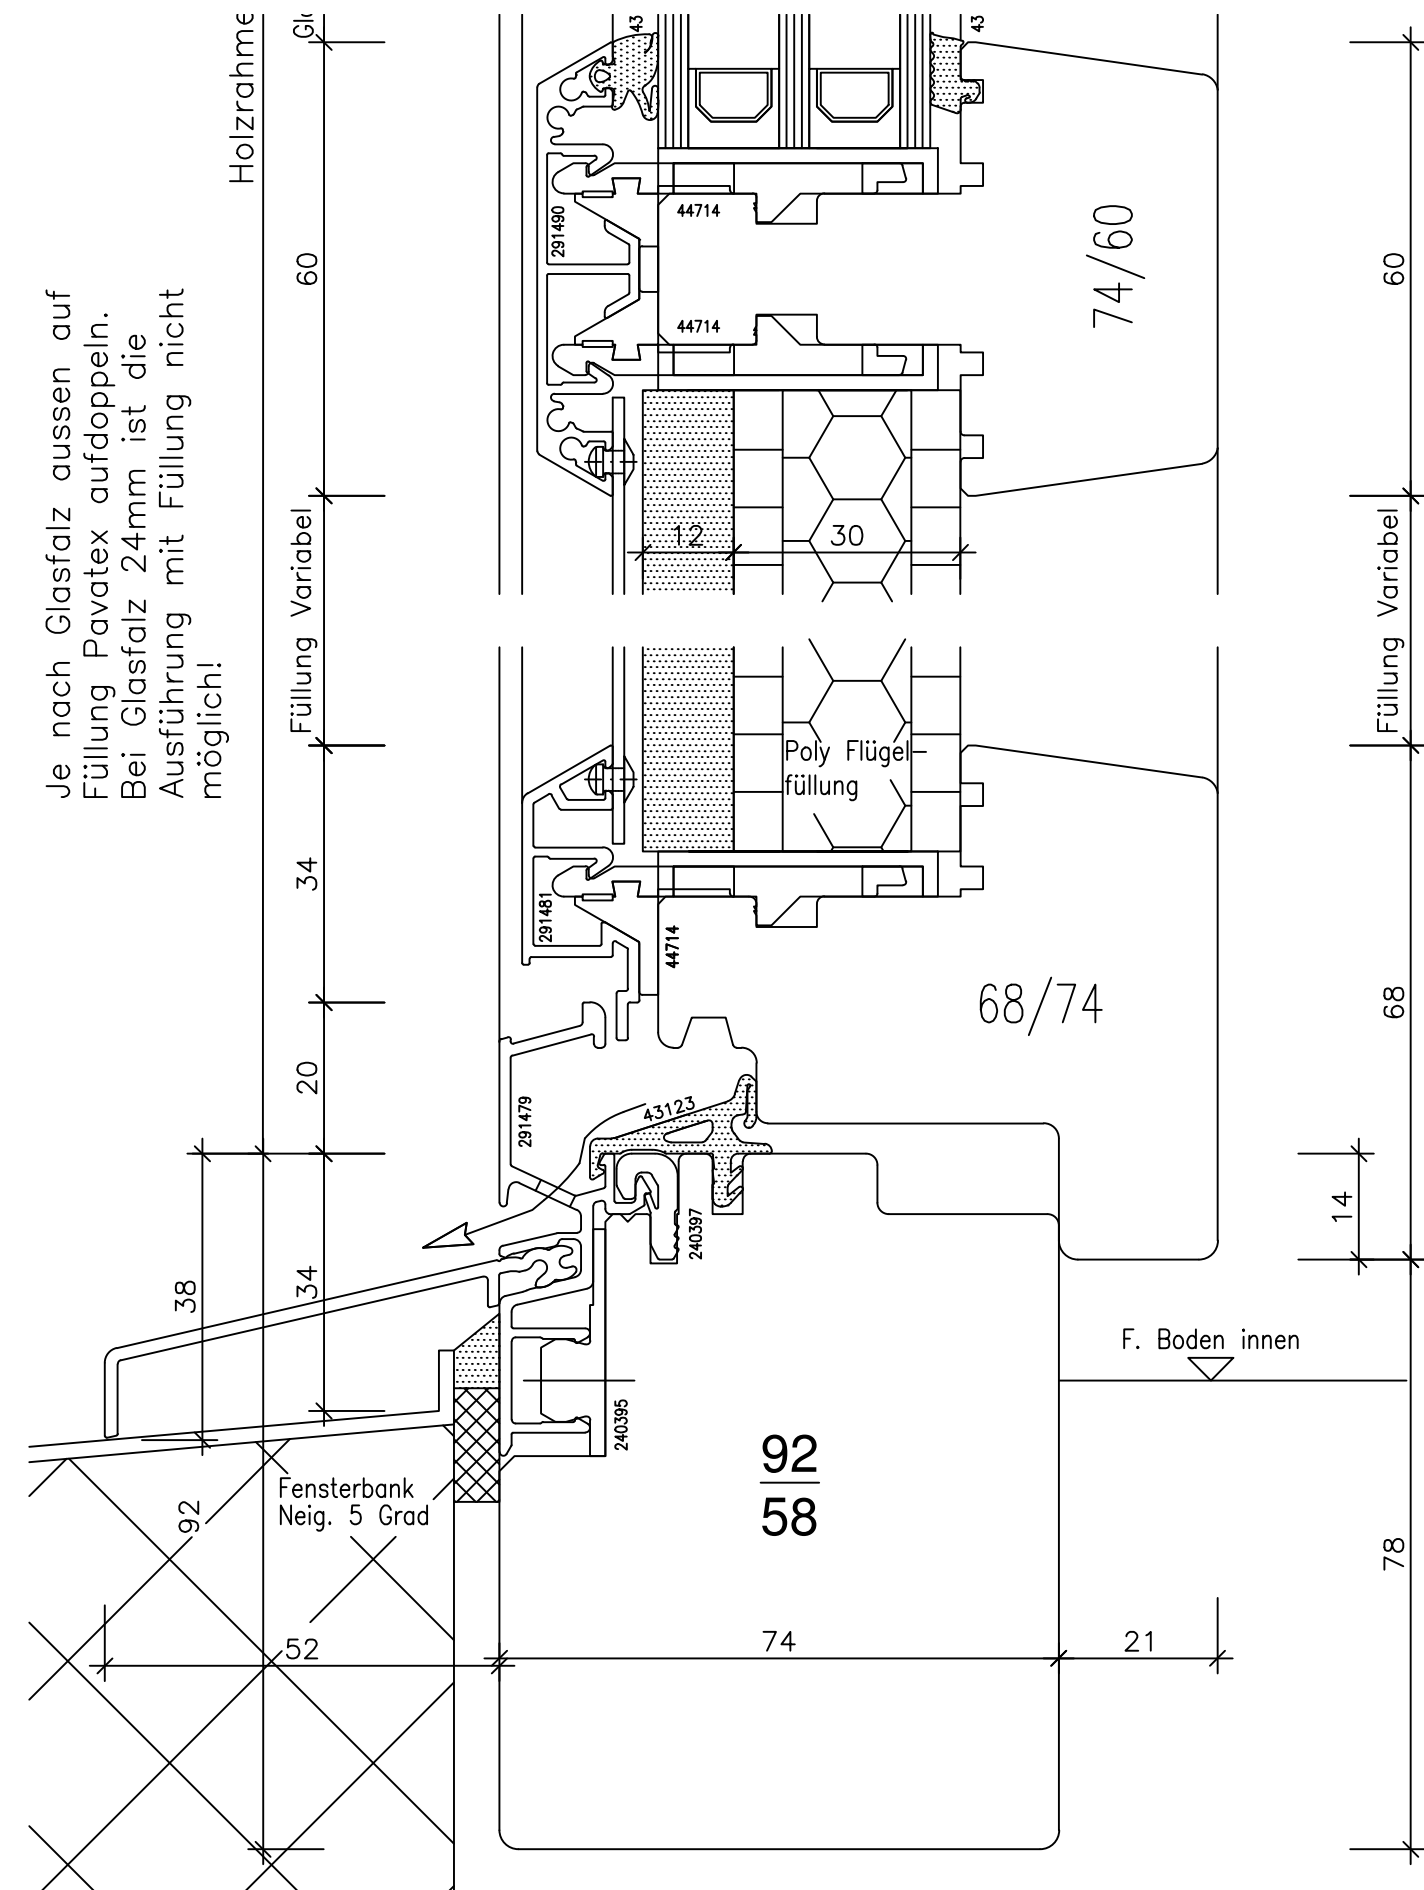 Holzrahme
43
43
291490
44714
74/60
60
60
Je nach Glasfalz aussen auf
Füllung Pavatex aufdoppeln.
Bei Glasfalz 24mm ist die
Ausführung mit Füllung nicht
möglich!
44714
12
30
Füllung Variabel
Füllung Variabel
Poly Flügel-
füllung
34
291481
44714
68/74
68
20
291479
43123
14
240397
38
34
F. Boden innen
240395
92
58
Fensterbank
Neig. 5 Grad
92
78
52
74
21